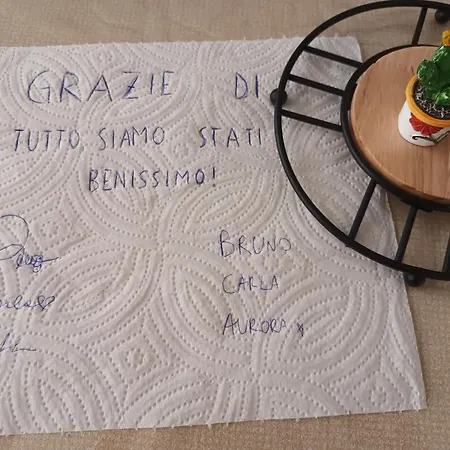 GRAZIE DI
TUTTO, SIAMO STATI
BENISSIMO!
BRUNO
CARLA
AURORA